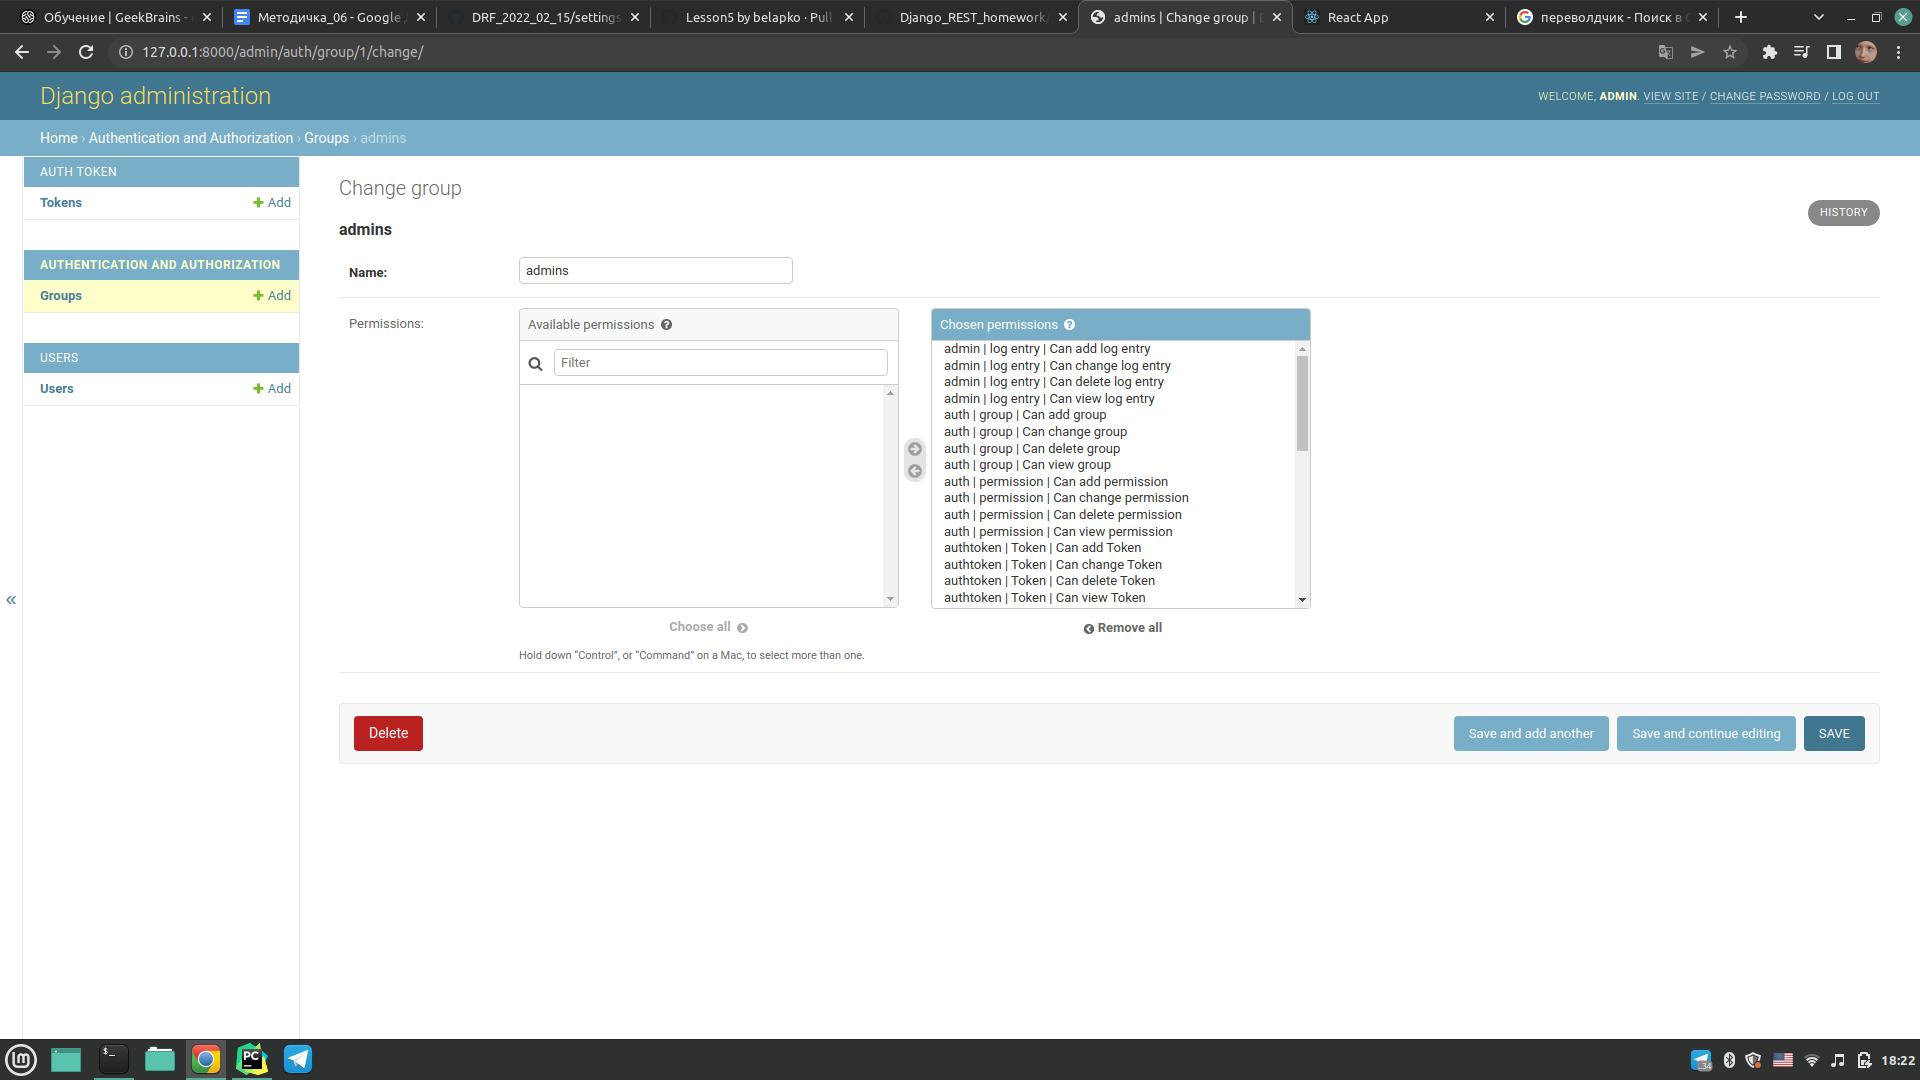 Обучение | GeekBrains -
Методичка_06 - Google
DRF_2022_02_15/settings
Lesson5 by belapko · Pull
Django_REST_homework
admins | Change group |
React App
переволдчик - Поиск в
127.0.0.1:8000/admin/auth/group/1/change/
Django administration
WELCOME, ADMIN. VIEW SITE / CHANGE PASSWORD / LOG OUT
Home › Authentication and Authorization › Groups › admins
AUTH TOKEN
Tokens
Add
AUTHENTICATION AND AUTHORIZATION
Groups
Add
USERS
Users
Add
«
Change group
HISTORY
admins
Name:
admins
Permissions:
Available permissions ?
Filter
Choose all
Hold down “Control”, or “Command” on a Mac, to select more than one.
Chosen permissions ?
admin | log entry | Can add log entry
admin | log entry | Can change log entry
admin | log entry | Can delete log entry
admin | log entry | Can view log entry
auth | group | Can add group
auth | group | Can change group
auth | group | Can delete group
auth | group | Can view group
auth | permission | Can add permission
auth | permission | Can change permission
auth | permission | Can delete permission
auth | permission | Can view permission
authtoken | Token | Can add Token
authtoken | Token | Can change Token
authtoken | Token | Can delete Token
authtoken | Token | Can view Token
Remove all
Delete
Save and add another
Save and continue editing
SAVE
lm
$_
PC
34
18:22